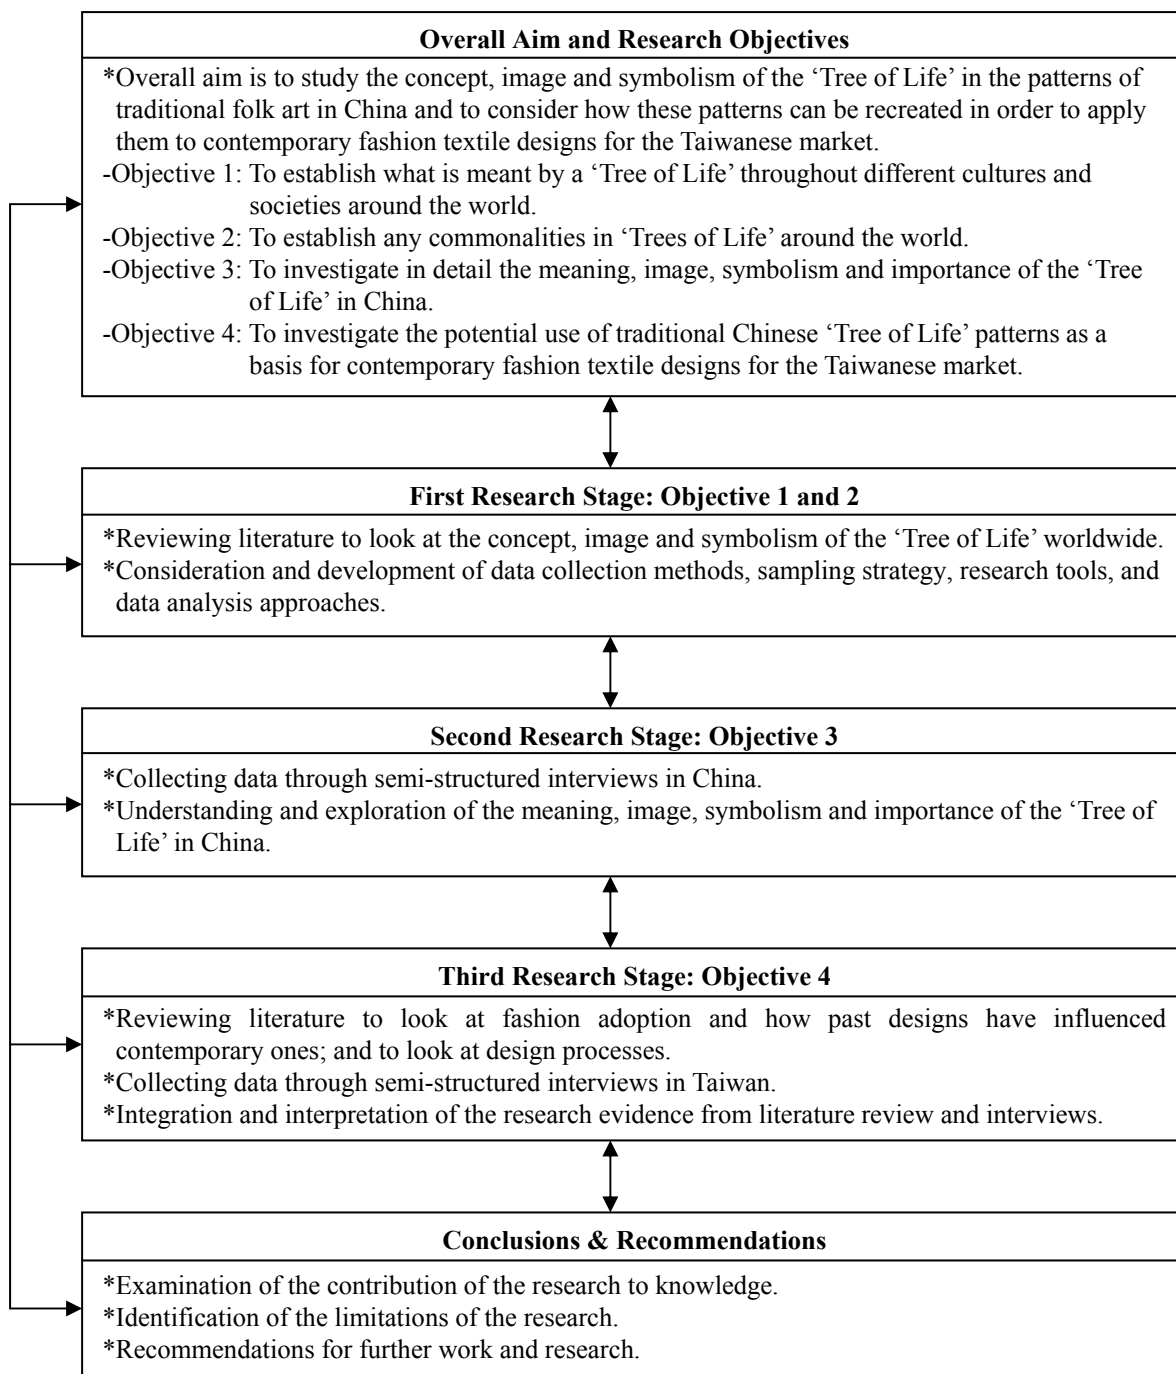 Overall Aim and Research Objectives
*Overall aim is to study the concept, image and symbolism of the ‘Tree of Life’ in the patterns of
traditional folk art in China and to consider how these patterns can be recreated in order to apply
them to contemporary fashion textile designs for the Taiwanese market.
-Objective 1: To establish what is meant by a ‘Tree of Life’ throughout different cultures and
societies around the world.
-Objective 2: To establish any commonalities in ‘Trees of Life’ around the world.
-Objective 3: To investigate in detail the meaning, image, symbolism and importance of the ‘Tree
of Life’ in China.
-Objective 4: To investigate the potential use of traditional Chinese ‘Tree of Life’ patterns as a
basis for contemporary fashion textile designs for the Taiwanese market.
First Research Stage: Objective 1 and 2
*Reviewing literature to look at the concept, image and symbolism of the ‘Tree of Life’ worldwide.
*Consideration and development of data collection methods, sampling strategy, research tools, and
data analysis approaches.
Second Research Stage: Objective 3
*Collecting data through semi-structured interviews in China.
*Understanding and exploration of the meaning, image, symbolism and importance of the ‘Tree of
Life’ in China.
Third Research Stage: Objective 4
*Reviewing literature to look at fashion adoption and how past designs have influenced
contemporary ones; and to look at design processes.
*Collecting data through semi-structured interviews in Taiwan.
*Integration and interpretation of the research evidence from literature review and interviews.
Conclusions & Recommendations
*Examination of the contribution of the research to knowledge.
*Identification of the limitations of the research.
*Recommendations for further work and research.